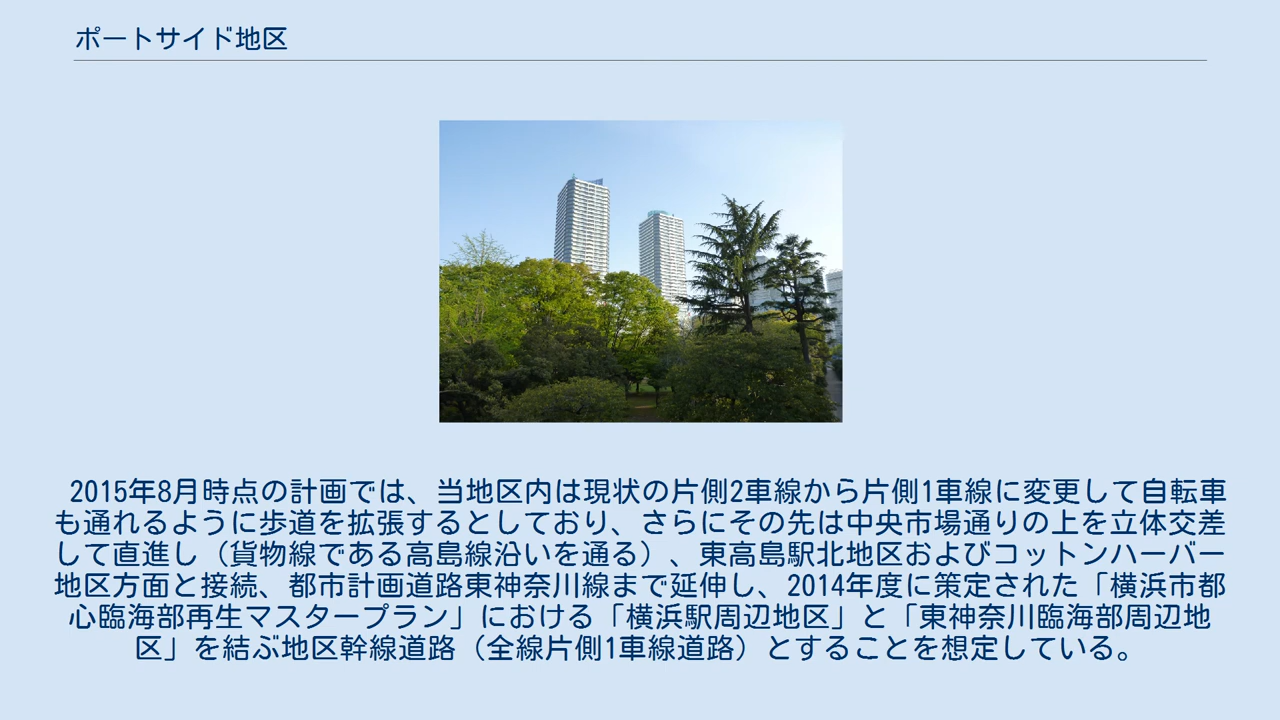 ポートサイド地区
2015年8月時点の計画では、当地区内は現状の片側2車線から片側1車線に変更して自転車
も通れるように歩道を拡張するとしており、さらにその先は中央市場通りの上を立体交差
して直進し（貨物線である高島線沿いを通る）、東高島駅北地区およびコットンハーバー
地区方面と接続、都市計画道路東神奈川線まで延伸し、2014年度に策定された「横浜市都
心臨海部再生マスタープラン」における「横浜駅周辺地区」と「東神奈川臨海部周辺地
区」を結ぶ地区幹線道路（全線片側1車線道路）とすることを想定している。